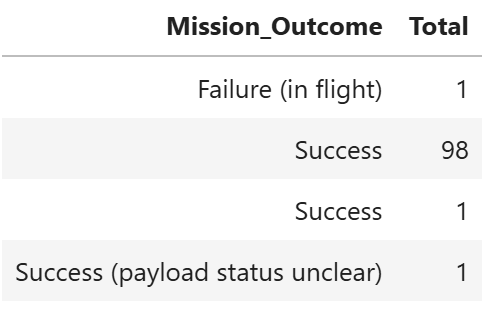 Mission_Outcome Total
Failure (in flight) 1
Success 98
Success 1
Success (payload status unclear) 1